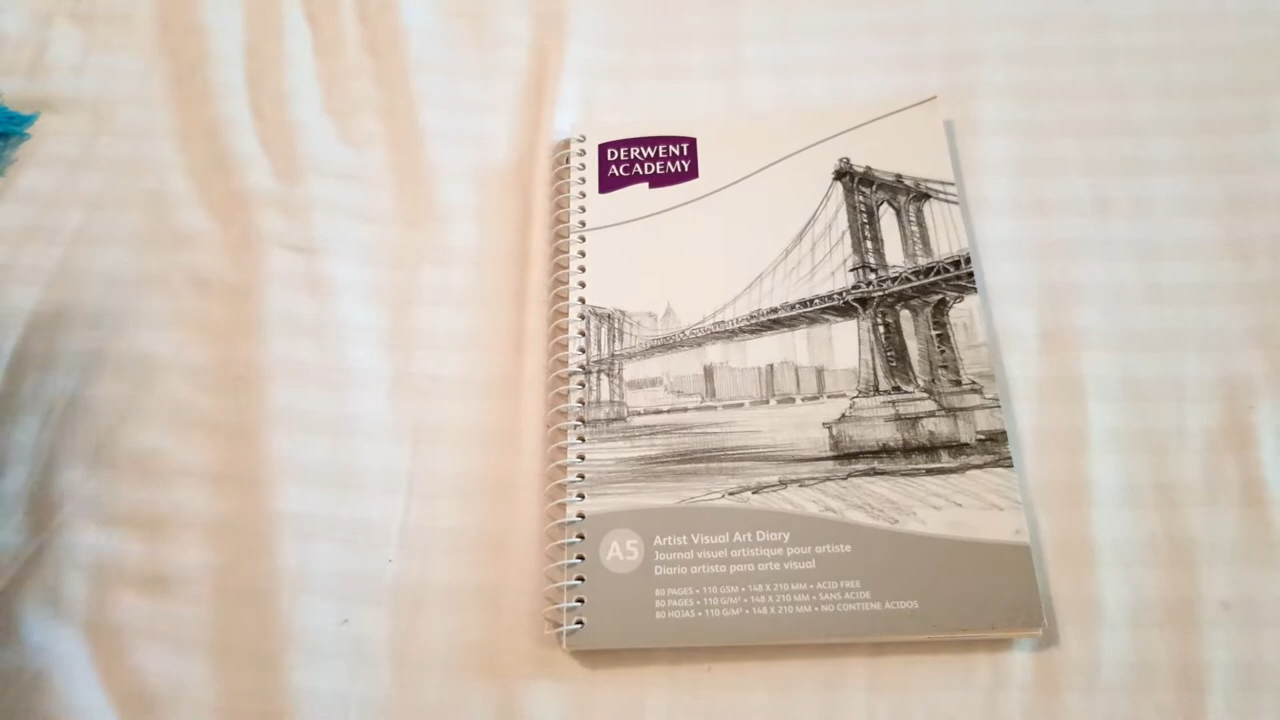 DERWENT
ACADEMY
A5
Artist Visual Art Diary
Journal visuel artistique pour artiste
Diario artista para arte visual
80 PAGES • 110 GSM • 148 X 210 MM • ACID FREE
80 PAGES • 110 G/M² • 148 X 210 MM • SANS ACIDE
80 HOJAS • 110 G/M² • 148 X 210 MM • NO CONTIENE ÁCIDOS